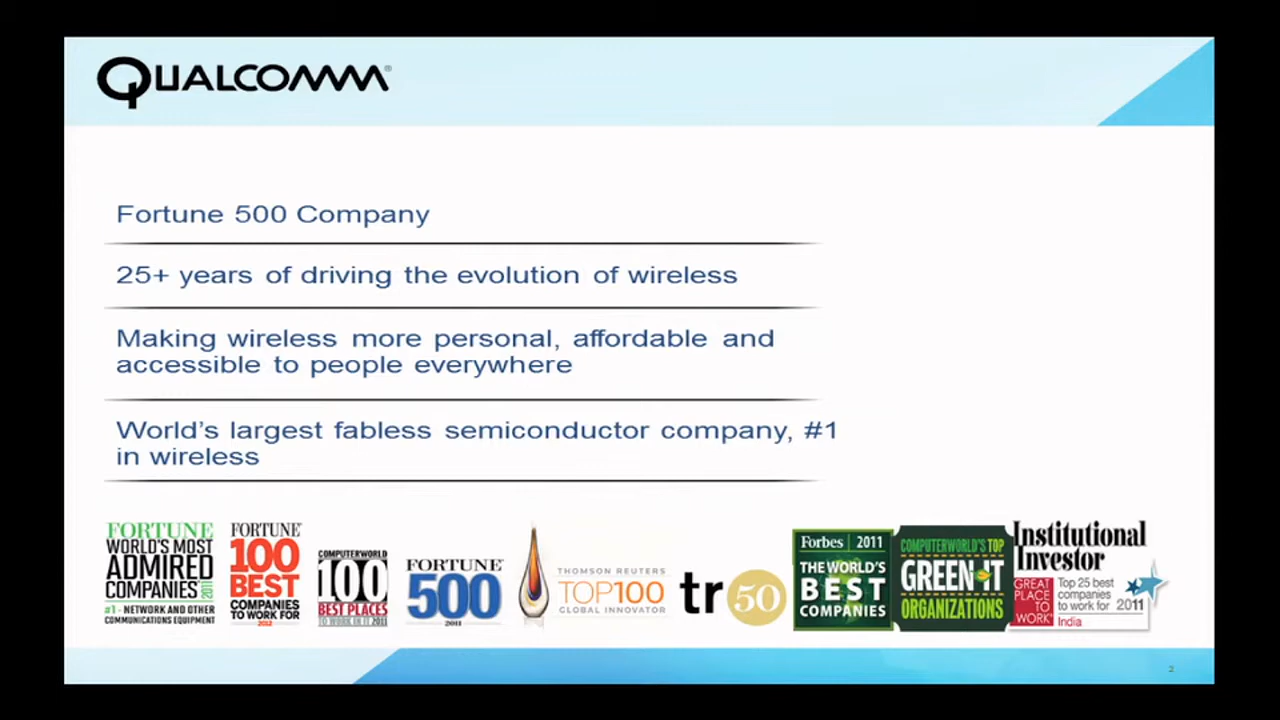 QUALCOMM®
Fortune 500 Company
25+ years of driving the evolution of wireless
Making wireless more personal, affordable and
accessible to people everywhere
World's largest fabless semiconductor company, #1
in wireless
FORTUNE
WORLD'S MOST
ADMIRED
COMPANIES 2011
#1 - NETWORK AND OTHER
COMMUNICATIONS EQUIPMENT
FORTUNE
100
BEST
COMPANIES
TO WORK FOR
2012
COMPUTERWORLD
100
BEST PLACES
TO WORK IN IT 2011
FORTUNE
500
2011
THOMSON REUTERS
TOP100
GLOBAL INNOVATOR
tr50
Forbes 2011
THE WORLD'S
BEST
COMPANIES
COMPUTERWORLD'S TOP
GREEN-IT
ORGANIZATIONS
Institutional
Investor
GREAT
PLACE
TO
WORK
Top 25 best
companies
to work for 2011
India
2